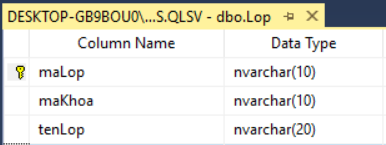 DESKTOP-GB9BOU0\...S.QLSV - dbo.Lop
Column Name Data Type
maLop nvarchar(10)
maKhoa nvarchar(10)
tenLop nvarchar(20)